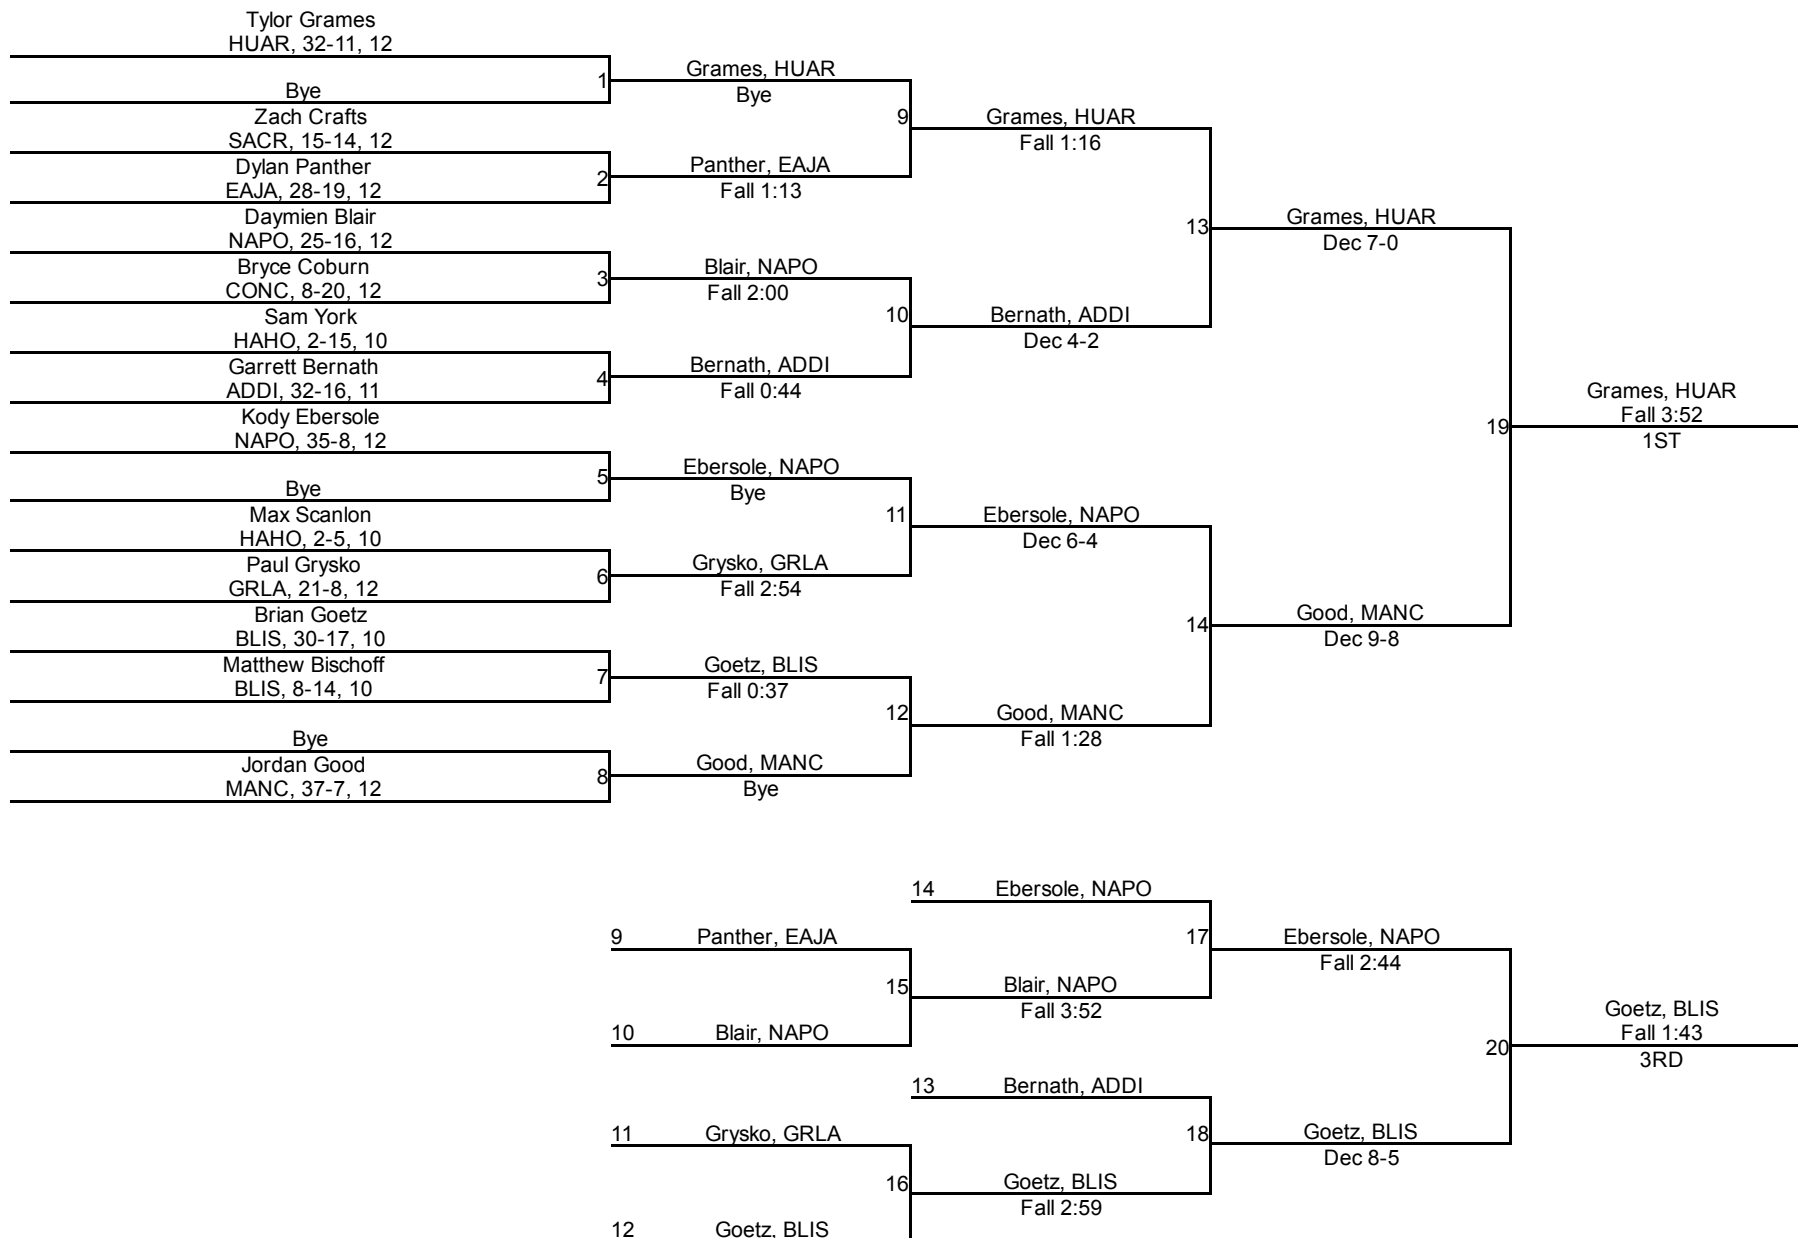 Tylor Grames
HUAR, 32-11, 12
Bye
1
Zach Crafts
SACR, 15-14, 12
Dylan Panther
EAJA, 28-19, 12
2
Daymien Blair
NAPO, 25-16, 12
Bryce Coburn
CONC, 8-20, 12
3
Sam York
HAHO, 2-15, 10
Garrett Bernath
ADDI, 32-16, 11
4
Kody Ebersole
NAPO, 35-8, 12
Bye
5
Max Scanlon
HAHO, 2-5, 10
Paul Grysko
GRLA, 21-8, 12
6
Brian Goetz
BLIS, 30-17, 10
Matthew Bischoff
BLIS, 8-14, 10
7
Bye
Jordan Good
MANC, 37-7, 12
8
Grames, HUAR
Bye
9
Panther, EAJA
Fall 1:13
Blair, NAPO
Fall 2:00
10
Bernath, ADDI
Fall 0:44
Ebersole, NAPO
Bye
11
Grysko, GRLA
Fall 2:54
Goetz, BLIS
Fall 0:37
12
Good, MANC
Bye
Grames, HUAR
Fall 1:16
13
Bernath, ADDI
Dec 4-2
Ebersole, NAPO
Dec 6-4
14
Good, MANC
Fall 1:28
Grames, HUAR
Dec 7-0
19
Good, MANC
Dec 9-8
Grames, HUAR
Fall 3:52
1ST
14 Ebersole, NAPO
9 Panther, EAJA
15
10 Blair, NAPO
17
Blair, NAPO
Fall 3:52
13 Bernath, ADDI
11 Grysko, GRLA
16
12 Goetz, BLIS
18
Goetz, BLIS
Fall 2:59
Ebersole, NAPO
Fall 2:44
20
Goetz, BLIS
Dec 8-5
Goetz, BLIS
Fall 1:43
3RD